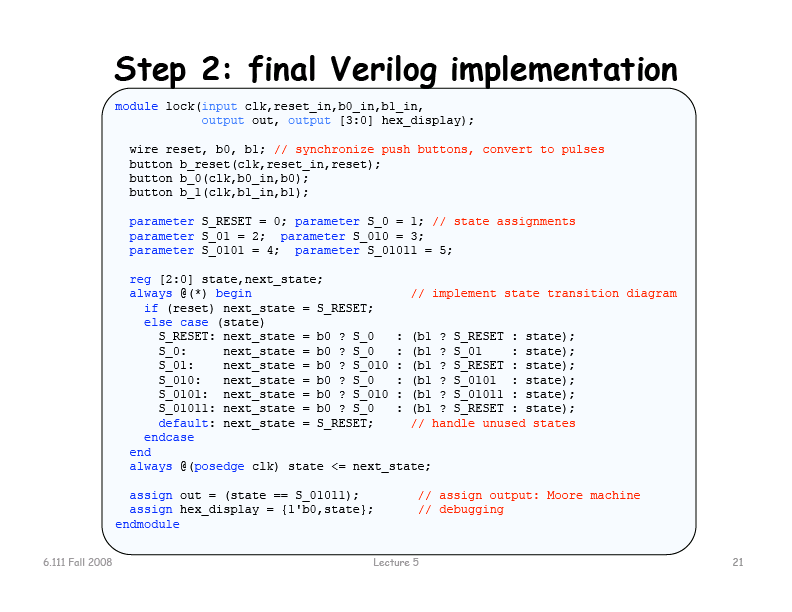 Step 2: final Verilog implementation
module lock(input clk,reset_in,b0_in,b1_in,
            output out, output [3:0] hex_display);
  wire reset, b0, b1; // synchronize push buttons, convert to pulses
  button b_reset(clk,reset_in,reset);
  button b_0(clk,b0_in,b0);
  button b_1(clk,b1_in,b1);
  parameter S_RESET = 0; parameter S_0 = 1; // state assignments
  parameter S_01 = 2;  parameter S_010 = 3;
  parameter S_0101 = 4;  parameter S_01011 = 5;
  reg [2:0] state,next_state;
  always @(*) begin                      // implement state transition diagram
    if (reset) next_state = S_RESET;
    else case (state)
      S_RESET: next_state = b0 ? S_0   : (b1 ? S_RESET : state);
      S_0:     next_state = b0 ? S_0   : (b1 ? S_01    : state);
      S_01:    next_state = b0 ? S_010 : (b1 ? S_RESET : state);
      S_010:   next_state = b0 ? S_0   : (b1 ? S_0101  : state);
      S_0101:  next_state = b0 ? S_010 : (b1 ? S_01011 : state);
      S_01011: next_state = b0 ? S_0   : (b1 ? S_RESET : state);
      default: next_state = S_RESET;     // handle unused states
    endcase
  end
  always @(posedge clk) state <= next_state;
  assign out = (state == S_01011);        // assign output: Moore machine
  assign hex_display = {1'b0,state};      // debugging
endmodule
6.111 Fall 2008 Lecture 5 21